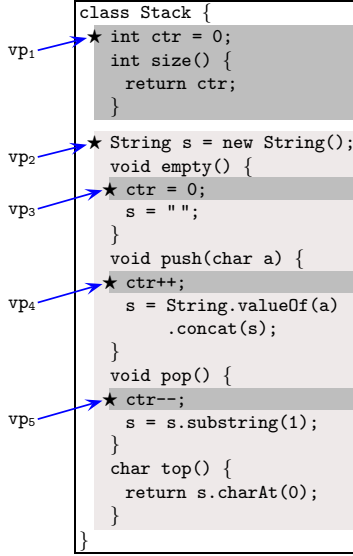 class Stack {
vp₁ ★ int ctr = 0;
int size() {
return ctr;
}
vp₂ ★ String s = new String();
void empty() {
vp₃ ★ ctr = 0;
s = "";
}
void push(char a) {
vp₄ ★ ctr++;
s = String.valueOf(a)
.concat(s);
}
void pop() {
vp₅ ★ ctr--;
s = s.substring(1);
}
char top() {
return s.charAt(0);
}
}